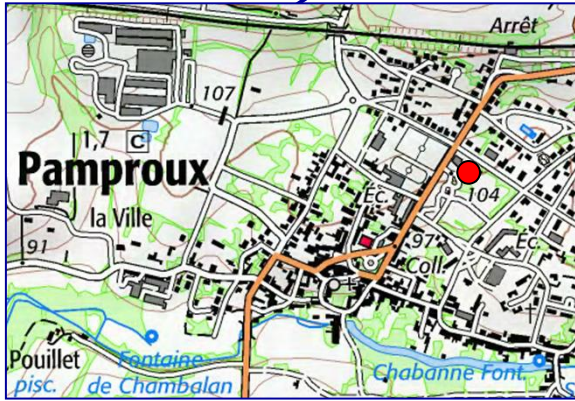 Arrêt
107
1,7 C
Pamproux
la Ville
Éc.
104
91
97
Éc.
Coll.
Pouillet
Fontaine
pisc.
de Chambalan
Chabanne Font.
S